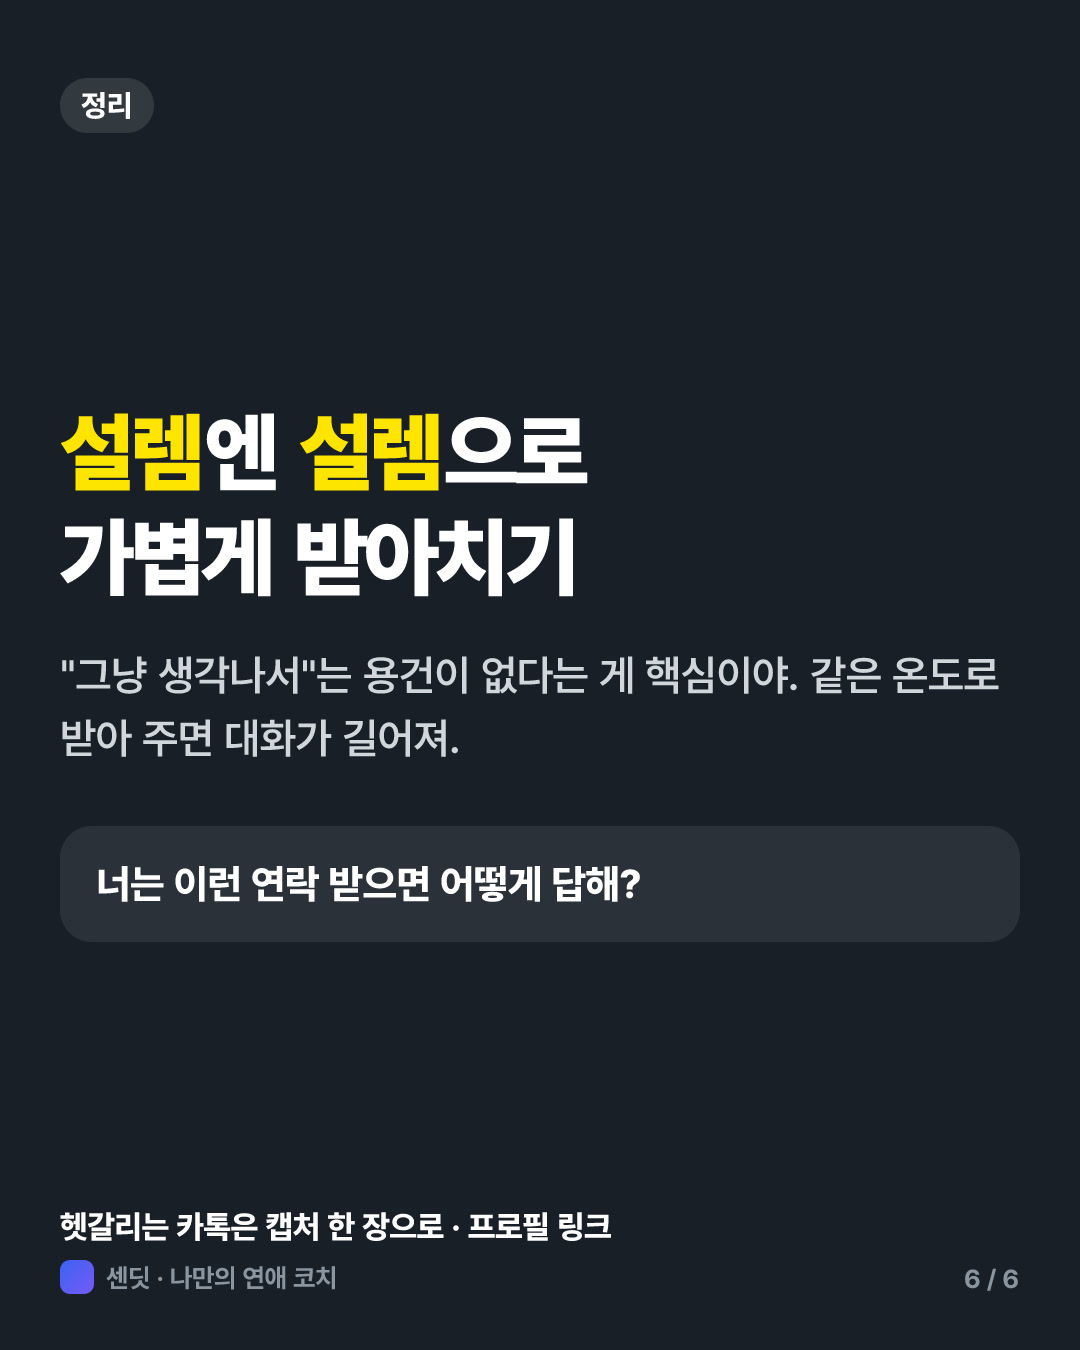 정리
설렘엔 설렘으로
가볍게 받아치기
"그냥 생각나서"는 용건이 없다는 게 핵심이야. 같은 온도로
받아 주면 대화가 길어져.
너는 이런 연락 받으면 어떻게 답해?
헷갈리는 카톡은 캡처 한 장으로 · 프로필 링크
센딧 · 나만의 연애 코치
6 / 6